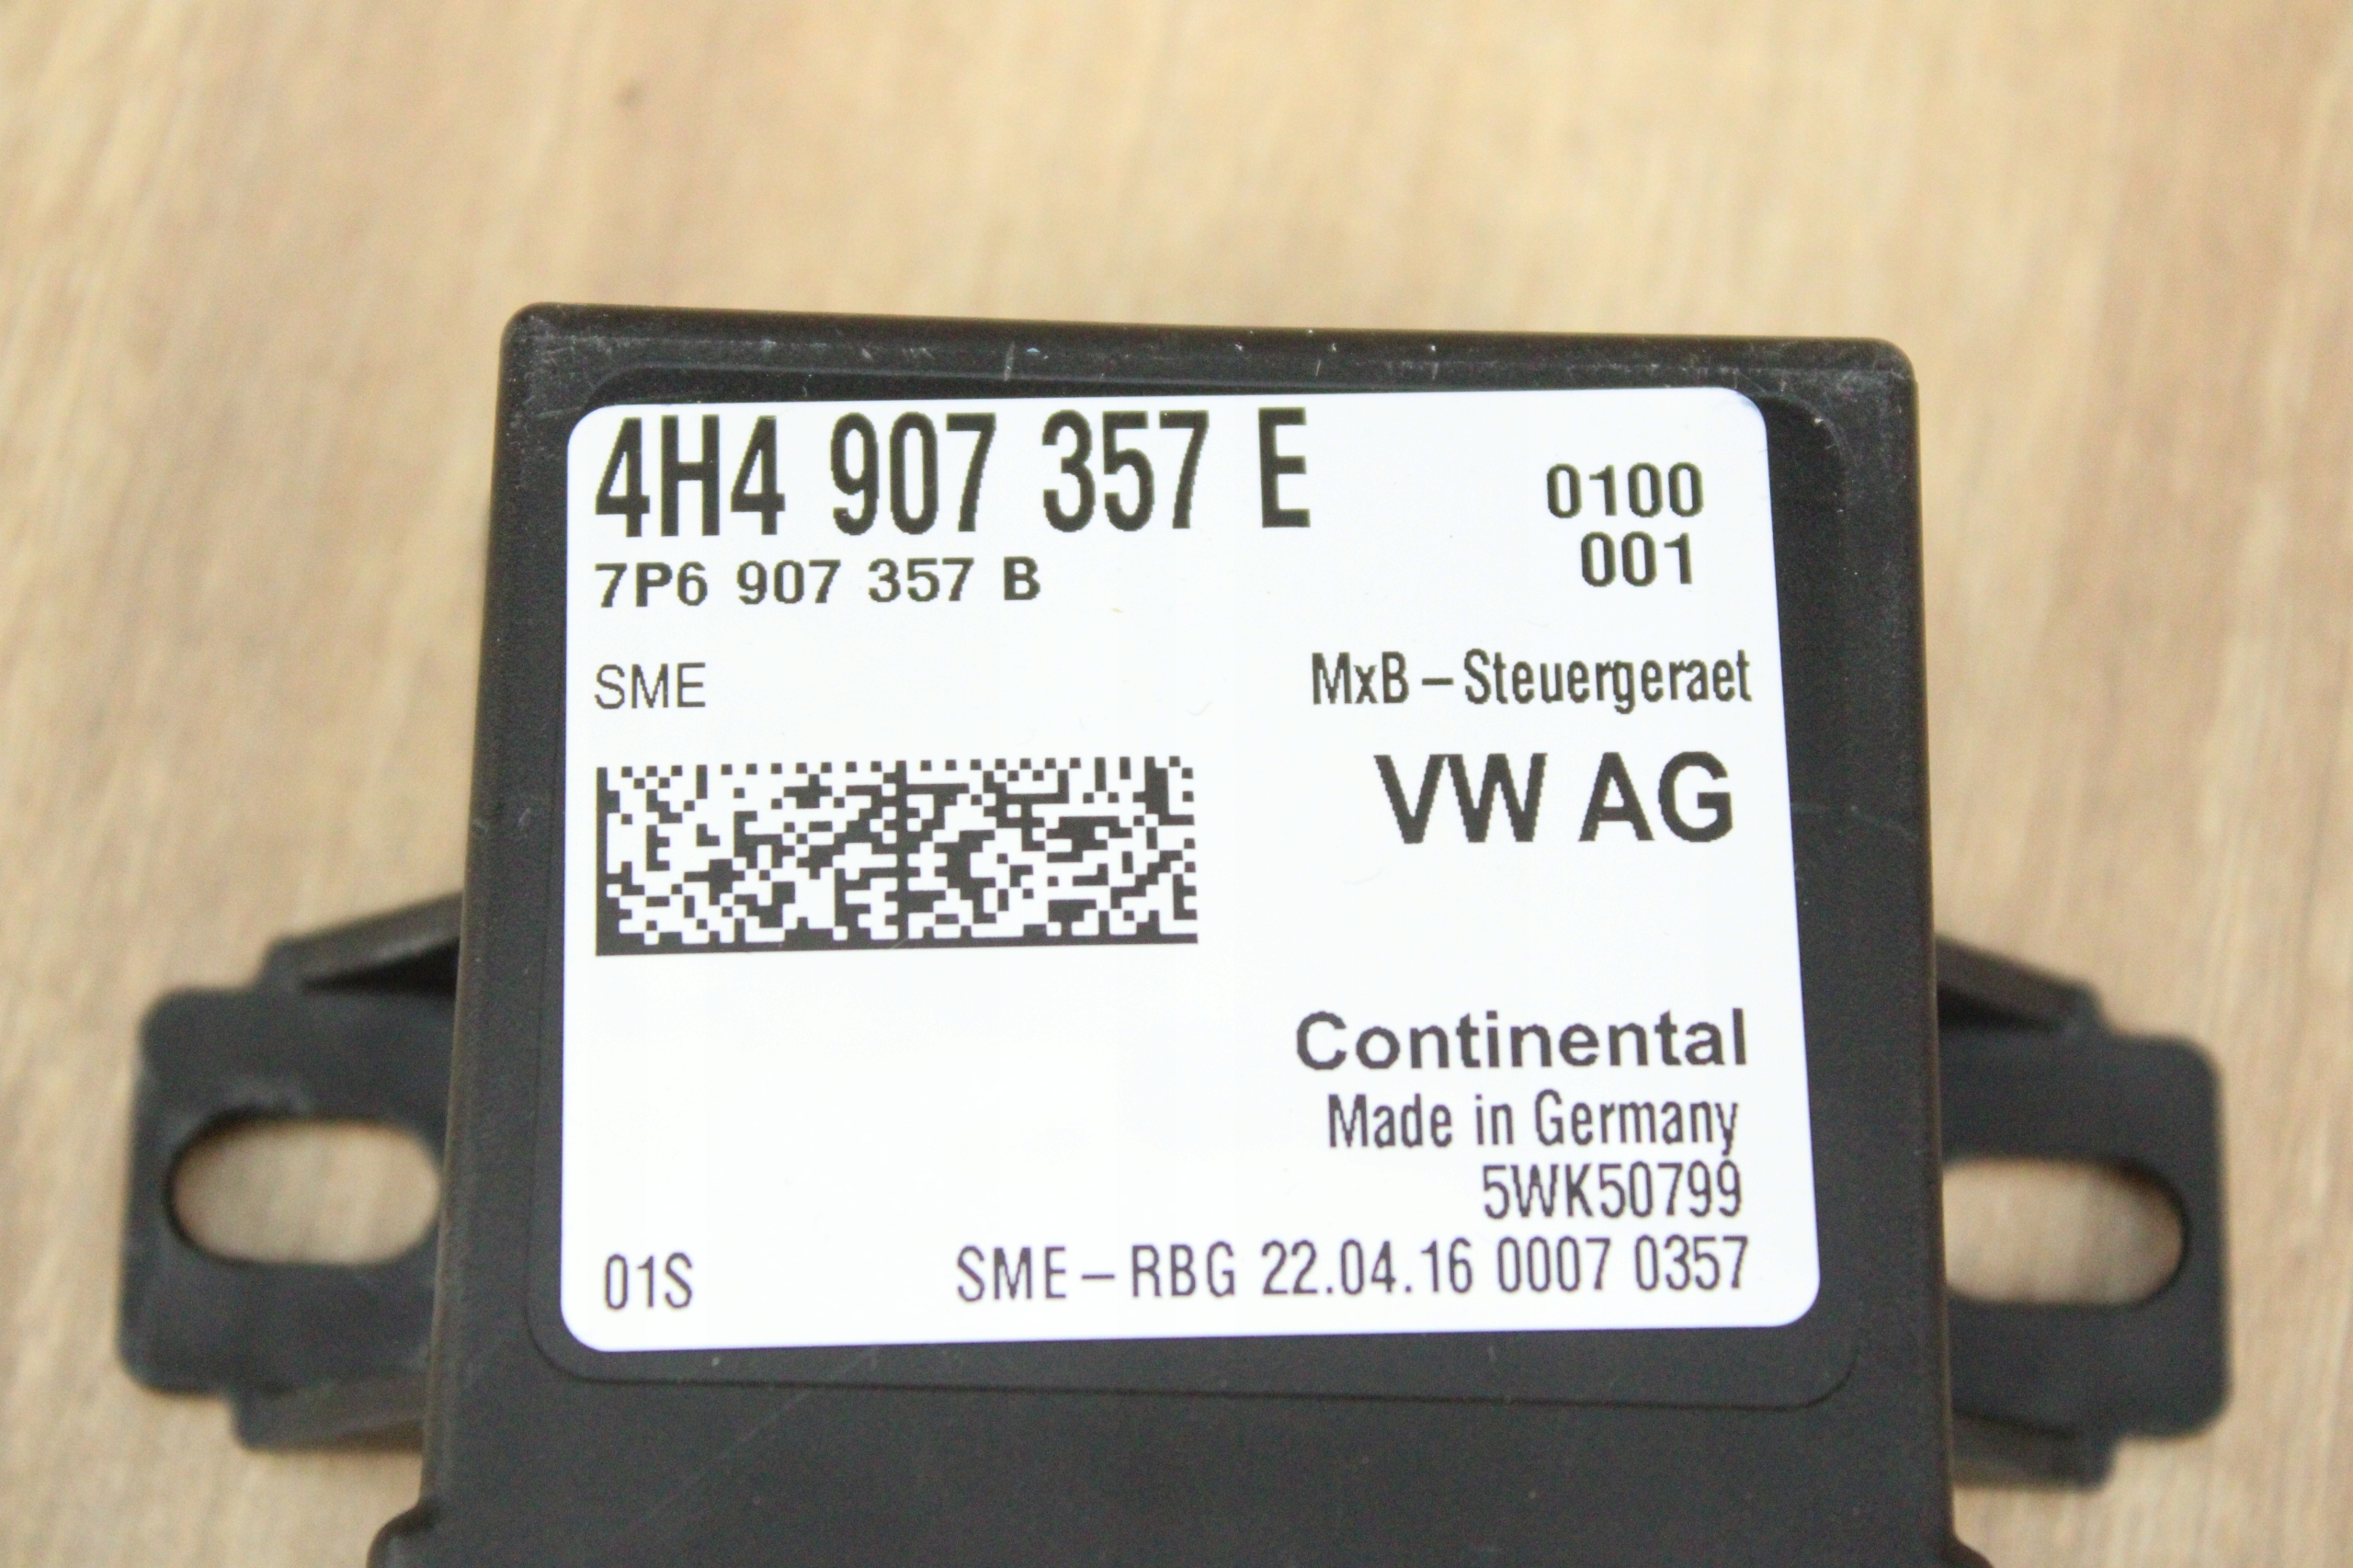 4H4 907 357 E
0100
7P6 907 357 B
001
SME
MxB-Steuergeraet
VW AG
Continental
Made in Germany
5WK50799
01S
SME-RBG 22.04.16 0007 0357